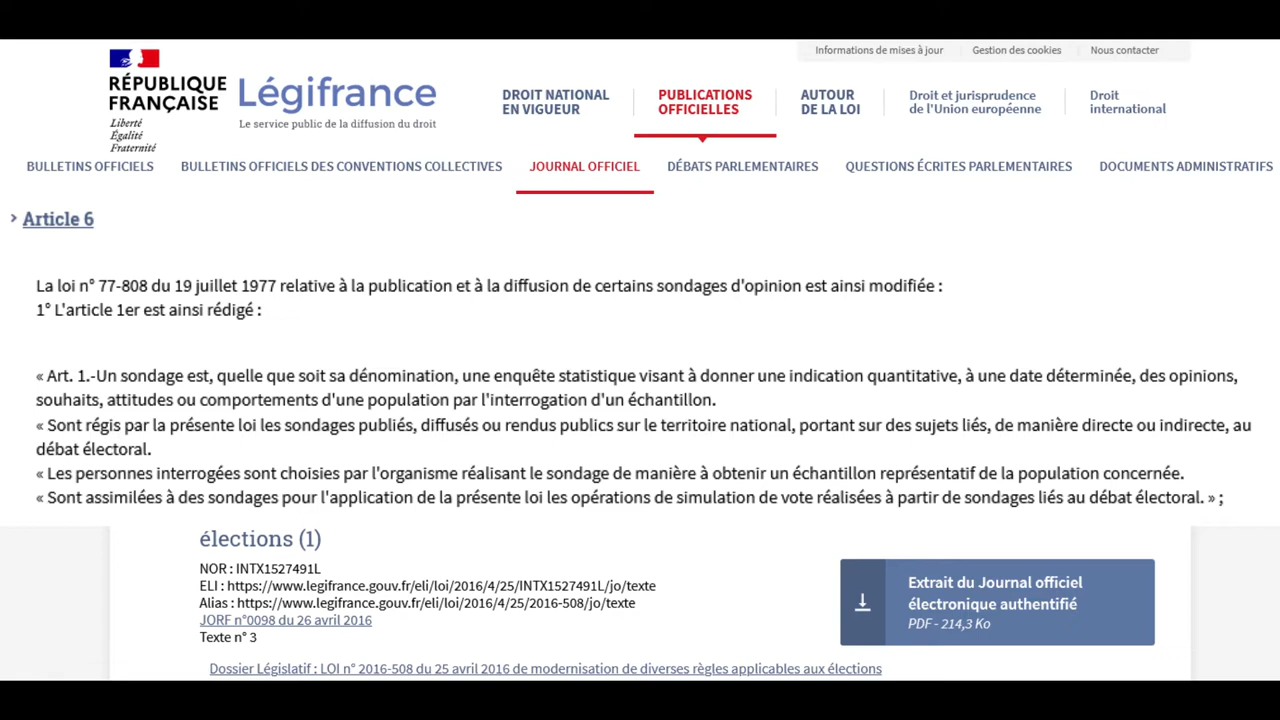 Informations de mises à jour Gestion des cookies Nous contacter
RÉPUBLIQUE
FRANÇAISE
Liberté
Égalité
Fraternité
Légifrance
Le service public de la diffusion du droit
DROIT NATIONAL
EN VIGUEUR
PUBLICATIONS
OFFICIELLES
AUTOUR
DE LA LOI
Droit et jurisprudence
de l'Union européenne
Droit
international
BULLETINS OFFICIELS BULLETINS OFFICIELS DES CONVENTIONS COLLECTIVES JOURNAL OFFICIEL DÉBATS PARLEMENTAIRES QUESTIONS ÉCRITES PARLEMENTAIRES DOCUMENTS ADMINISTRATIFS
Article 6
La loi n° 77-808 du 19 juillet 1977 relative à la publication et à la diffusion de certains sondages d'opinion est ainsi modifiée :
1° L'article 1er est ainsi rédigé :
« Art. 1.-Un sondage est, quelle que soit sa dénomination, une enquête statistique visant à donner une indication quantitative, à une date déterminée, des opinions,
souhaits, attitudes ou comportements d'une population par l'interrogation d'un échantillon.
« Sont régis par la présente loi les sondages publiés, diffusés ou rendus publics sur le territoire national, portant sur des sujets liés, de manière directe ou indirecte, au
débat électoral.
« Les personnes interrogées sont choisies par l'organisme réalisant le sondage de manière à obtenir un échantillon représentatif de la population concernée.
« Sont assimilées à des sondages pour l'application de la présente loi les opérations de simulation de vote réalisées à partir de sondages liés au débat électoral. » ;
élections (1)
NOR : INTX1527491L
ELI : https://www.legifrance.gouv.fr/eli/loi/2016/4/25/INTX1527491L/jo/texte
Alias : https://www.legifrance.gouv.fr/eli/loi/2016/4/25/2016-508/jo/texte
JORF n°0098 du 26 avril 2016
Texte n° 3
Extrait du Journal officiel
électronique authentifié
PDF - 214,3 Ko
Dossier Législatif : LOI n° 2016-508 du 25 avril 2016 de modernisation de diverses règles applicables aux élections